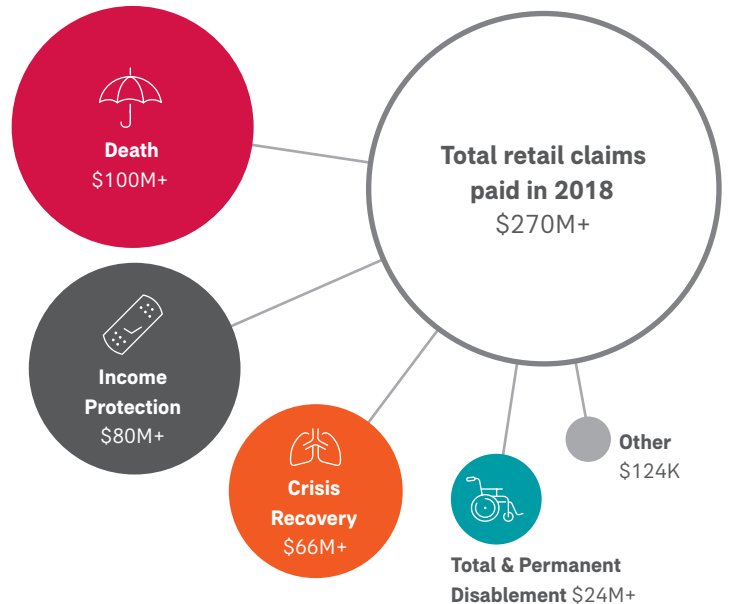 Death
$100M+
Total retail claims
paid in 2018
$270M+
Income
Protection
$80M+
Crisis
Recovery
$66M+
Other
$124K
Total & Permanent
Disablement $24M+